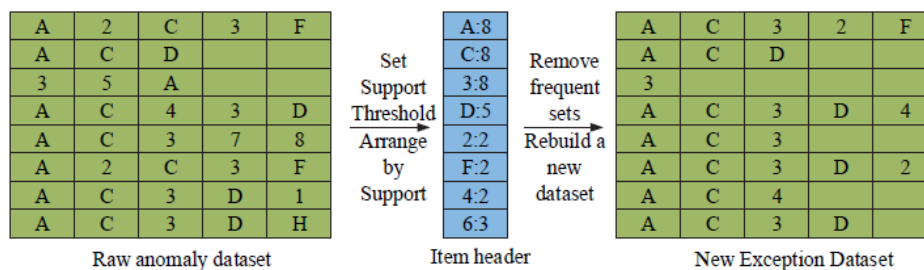 A 2 C 3 F
A C D
3 5 A
A C 4 3 D
A C 3 7 8
A 2 C 3 F
A C 3 D 1
A C 3 D H
Raw anomaly dataset
Set
Support
Threshold
Arrange
by
Support
A:8
C:8
3:8
D:5
2:2
F:2
4:2
6:3
Item header
Remove
frequent
sets
Rebuild a
new
dataset
A C 3 2 F
A C D
3
A C 3 D 4
A C 3
A C 3 D 2
A C 4
A C 3 D
New Exception Dataset